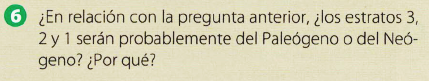 6 ¿En relación con la pregunta anterior, ¿los estratos 3,
2 y 1 serán probablemente del Paleógeno o del Neó-
geno? ¿Por qué?